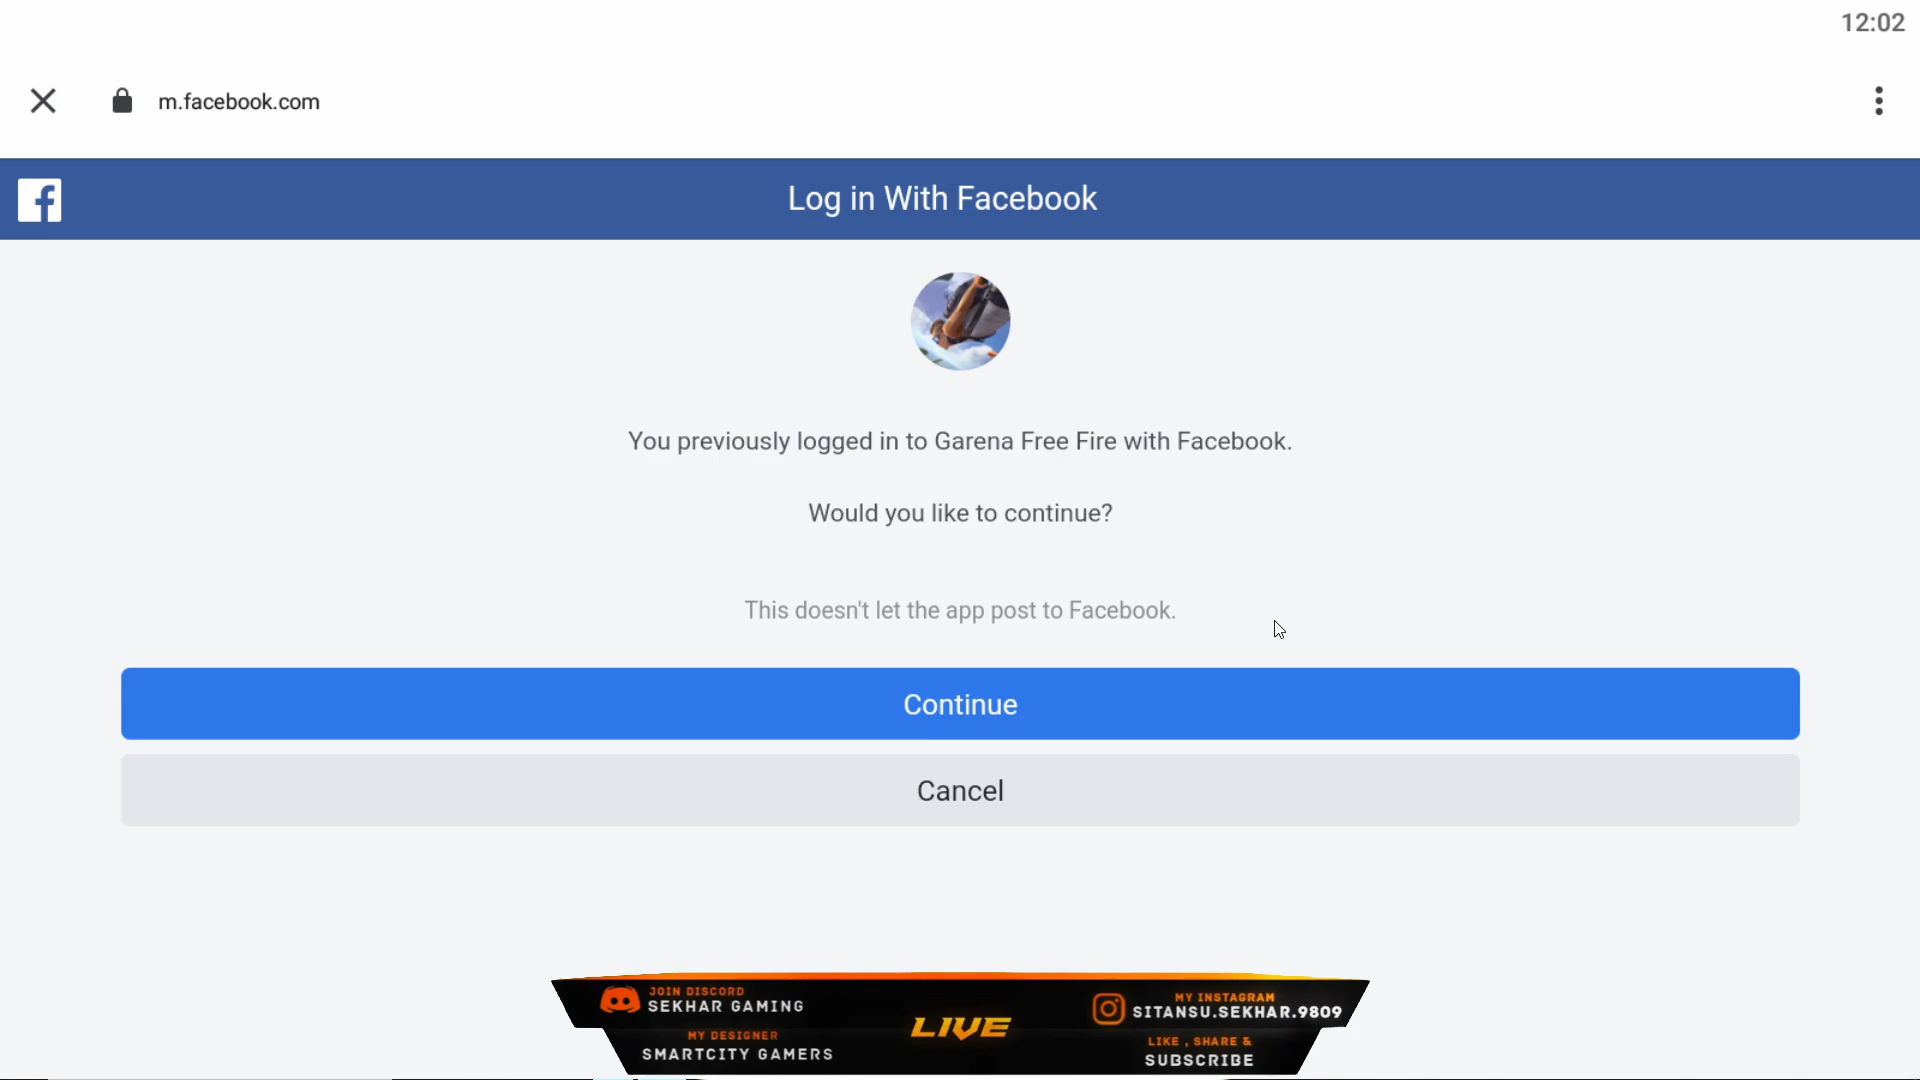 12:02
m.facebook.com
Log in With Facebook
You previously logged in to Garena Free Fire with Facebook.
Would you like to continue?
This doesn't let the app post to Facebook.
Continue
Cancel
JOIN DISCORD
SEKHAR GAMING
MY DESIGNER
SMARTCITY GAMERS
LIVE
MY INSTAGRAM
SITANSU.SEKHAR.9809
LIKE , SHARE &
SUBSCRIBE